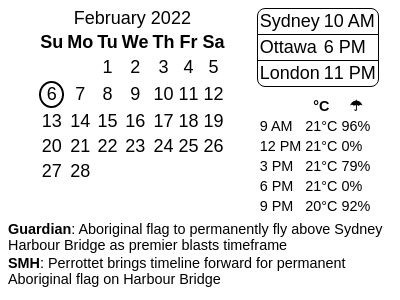 February 2022
Su Mo Tu We Th Fr Sa
1 2 3 4 5
6 7 8 9 10 11 12
13 14 15 16 17 18 19
20 21 22 23 24 25 26
27 28
Sydney 10 AM
Ottawa 6 PM
London 11 PM
°C ☂
9 AM 21°C 96%
12 PM 21°C 0%
3 PM 21°C 79%
6 PM 21°C 0%
9 PM 20°C 92%
Guardian: Aboriginal flag to permanently fly above Sydney
Harbour Bridge as premier blasts timeframe
SMH: Perrottet brings timeline forward for permanent
Aboriginal flag on Harbour Bridge